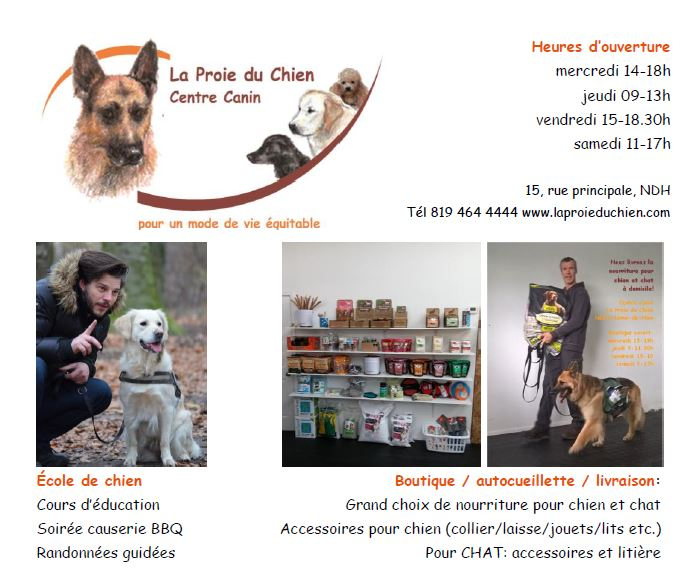 La Proie du Chien
Centre Canin
pour un mode de vie équitable
Heures d'ouverture
mercredi 14-18h
jeudi 09-13h
vendredi 15-18.30h
samedi 11-17h
15, rue principale, NDH
Tél 819 464 4444 www.laproieduchien.com
Nous livrons la
nourriture pour
chien et chat
à domicile!
École de chien
Cours d'éducation
Soirée causerie BBQ
Randonnées guidées
Boutique / autocueillette / livraison:
Grand choix de nourriture pour chien et chat
Accessoires pour chien (collier/laisse/jouets/lits etc.)
Pour CHAT: accessoires et litière